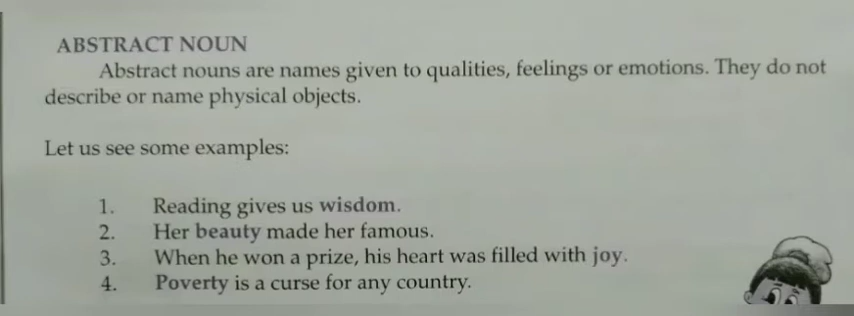 ABSTRACT NOUN
Abstract nouns are names given to qualities, feelings or emotions. They do not
describe or name physical objects.
Let us see some examples:
1. Reading gives us wisdom.
2. Her beauty made her famous.
3. When he won a prize, his heart was filled with joy.
4. Poverty is a curse for any country.